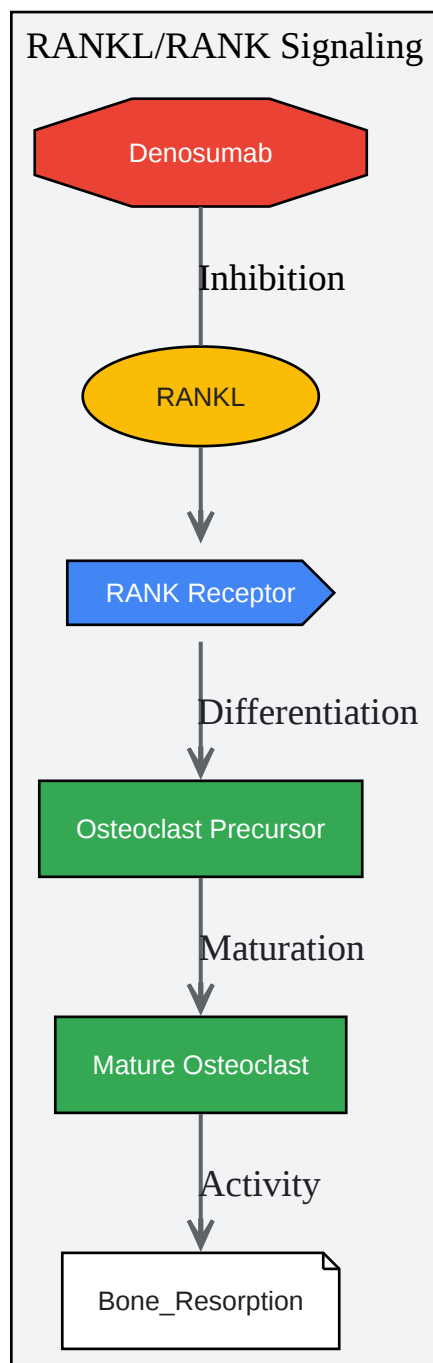 RANKL/RANK Signaling
Denosumab
Inhibition
RANKL
RANK Receptor
Differentiation
Osteoclast Precursor
Maturation
Mature Osteoclast
Activity
Bone_Resorption